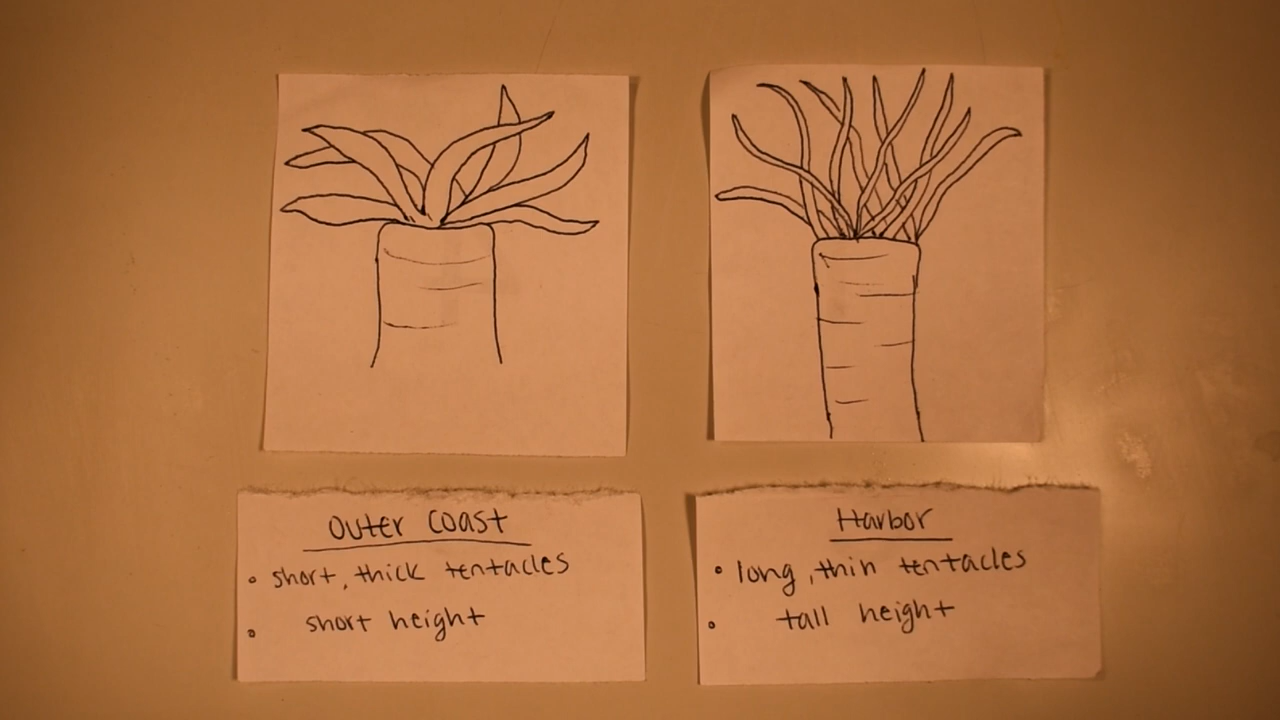 Outer Coast
• short, thick tentacles
• short height
Harbor
• long, thin tentacles
• tall height